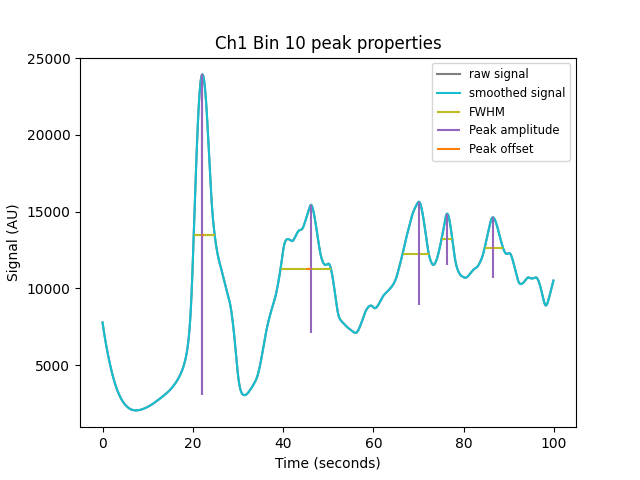 Ch1 Bin 10 peak properties
25000
20000
15000
10000
5000
Signal (AU)
raw signal
smoothed signal
FWHM
Peak amplitude
Peak offset
0 20 40 60 80 100
Time (seconds)